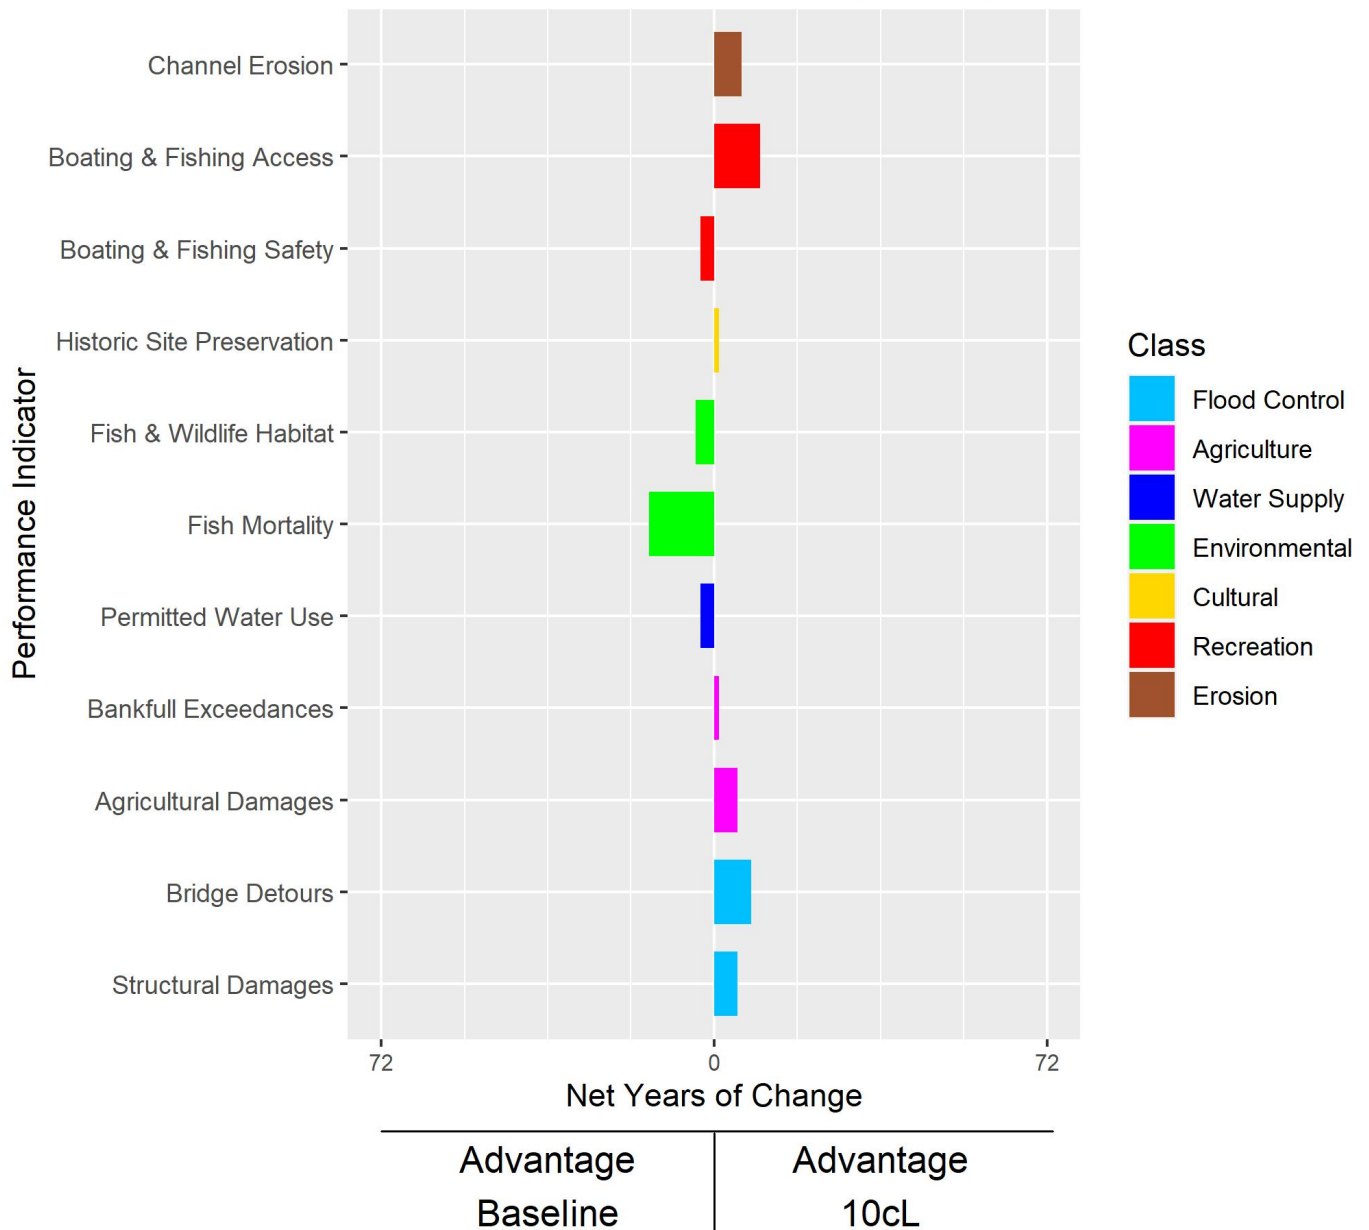 Performance Indicator
Channel Erosion
Boating & Fishing Access
Boating & Fishing Safety
Historic Site Preservation
Fish & Wildlife Habitat
Fish Mortality
Permitted Water Use
Bankfull Exceedances
Agricultural Damages
Bridge Detours
Structural Damages
72 0 72
Net Years of Change
Advantage Advantage
Baseline 10cL
Class
Flood Control
Agriculture
Water Supply
Environmental
Cultural
Recreation
Erosion